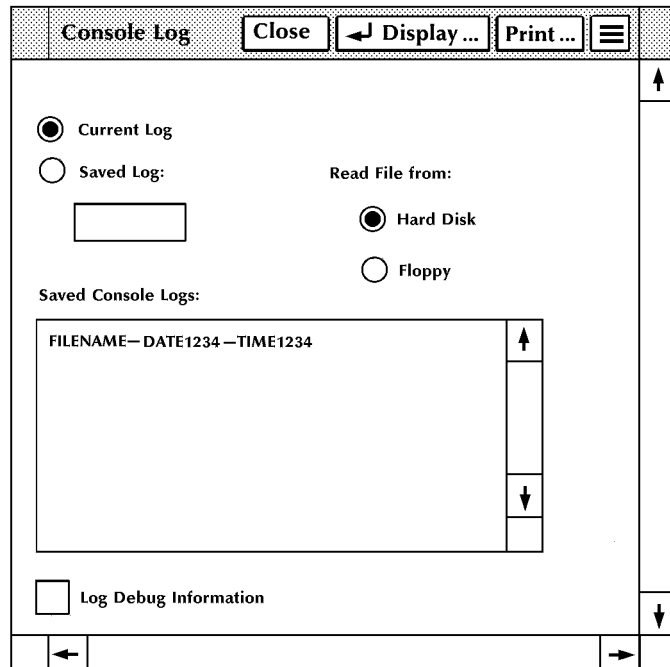 Console Log Close Display ... Print ...
Current Log
Saved Log:
Read File from:
Hard Disk
Floppy
Saved Console Logs:
FILENAME—DATE1234—TIME1234
Log Debug Information